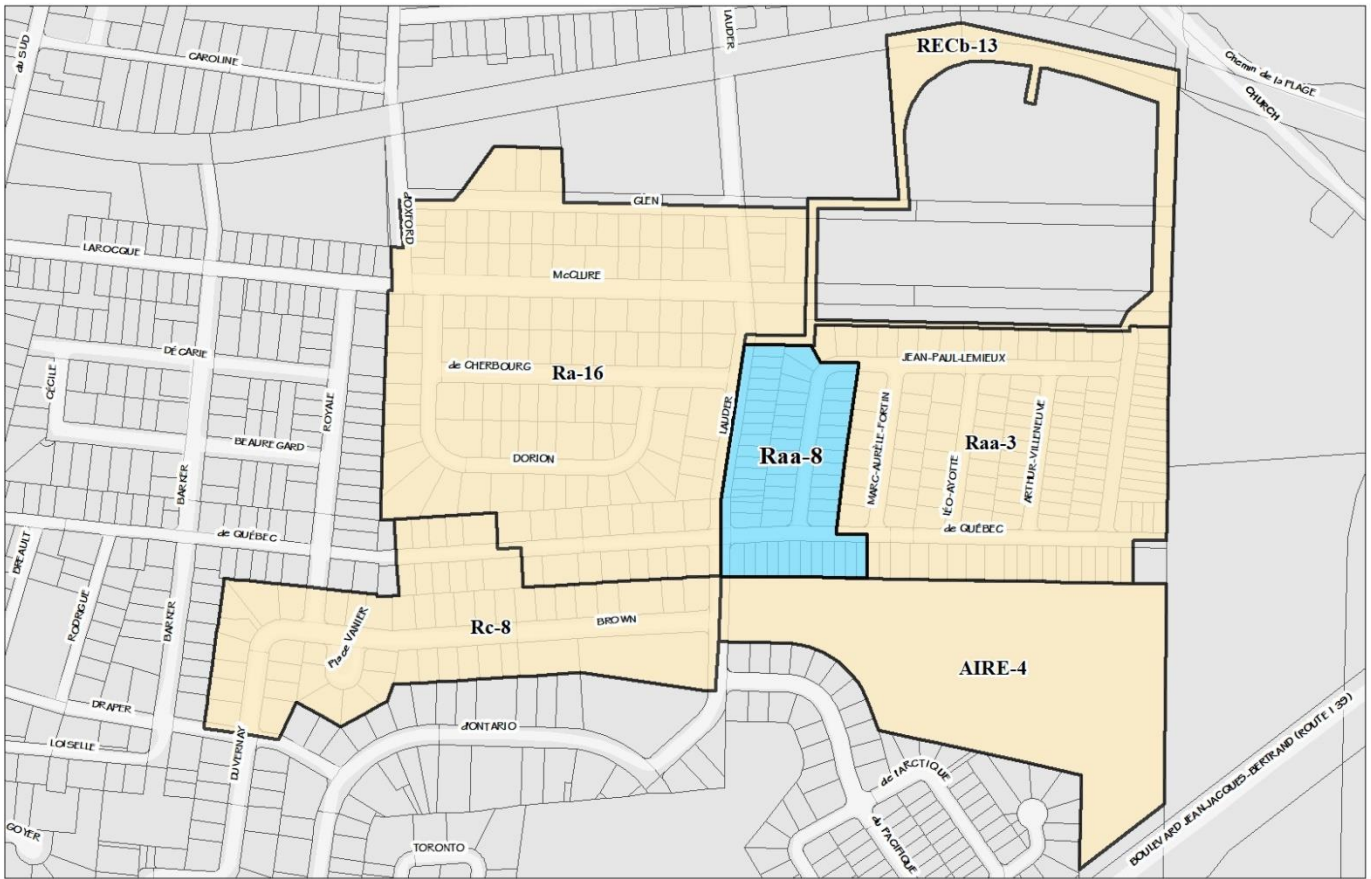 du SUD
CAROLINE
LAUDER
RECb-13
Chemin de la PLAGE
CHURCH
d'OXFORD
GLEN
LAROCQUE
McCLURE
DÉCARIE
CÉCILE
ROYALE
de CHERBOURG
Ra-16
JEAN-PAUL-LEMIEUX
LAUDER
MARC-AURÈLE-FORTIN
LÉO-AYOTTE
ARTHUR-VILLENEUVE
BEAUREGARD
BARKER
DORION
Raa-8
Raa-3
de QUÉBEC
de QUÉBEC
DREAULT
RODRIGUE
BARKER
Place VANIER
Rc-8
BROWN
AIRE-4
DRAPER
LOISELLE
DUVERNAY
d'ONTARIO
de l'ARCTIQUE
du PACIFIQUE
BOULEVARD JEAN-JACQUES-BERTRAND (ROUTE 139)
GOYER
TORONTO